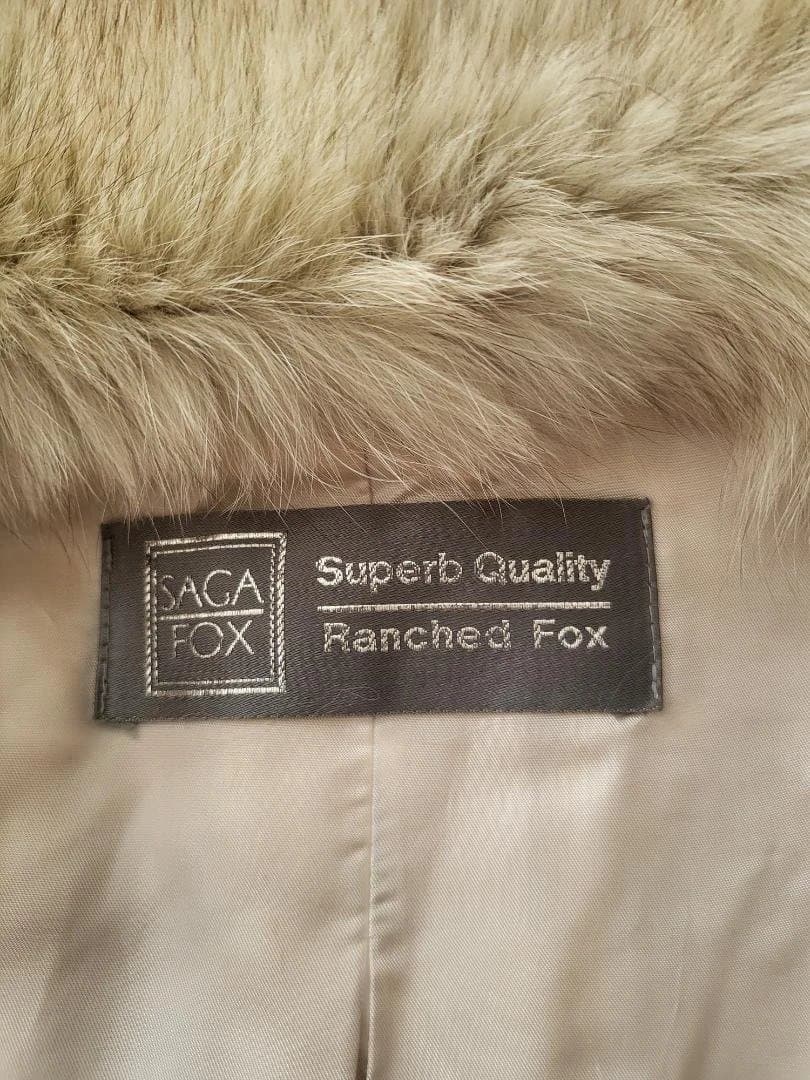 SAGA
FOX
Superb Quality
Ranched Fox